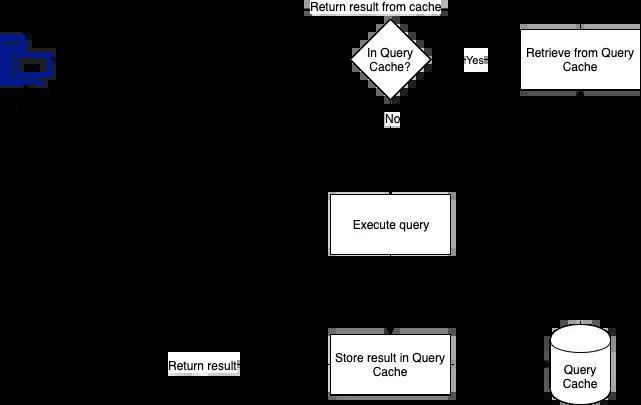 Return result from cache
In Query
Cache?
Yes
Retrieve from Query
Cache
No
Execute query
Return result
Store result in Query
Cache
Query
Cache